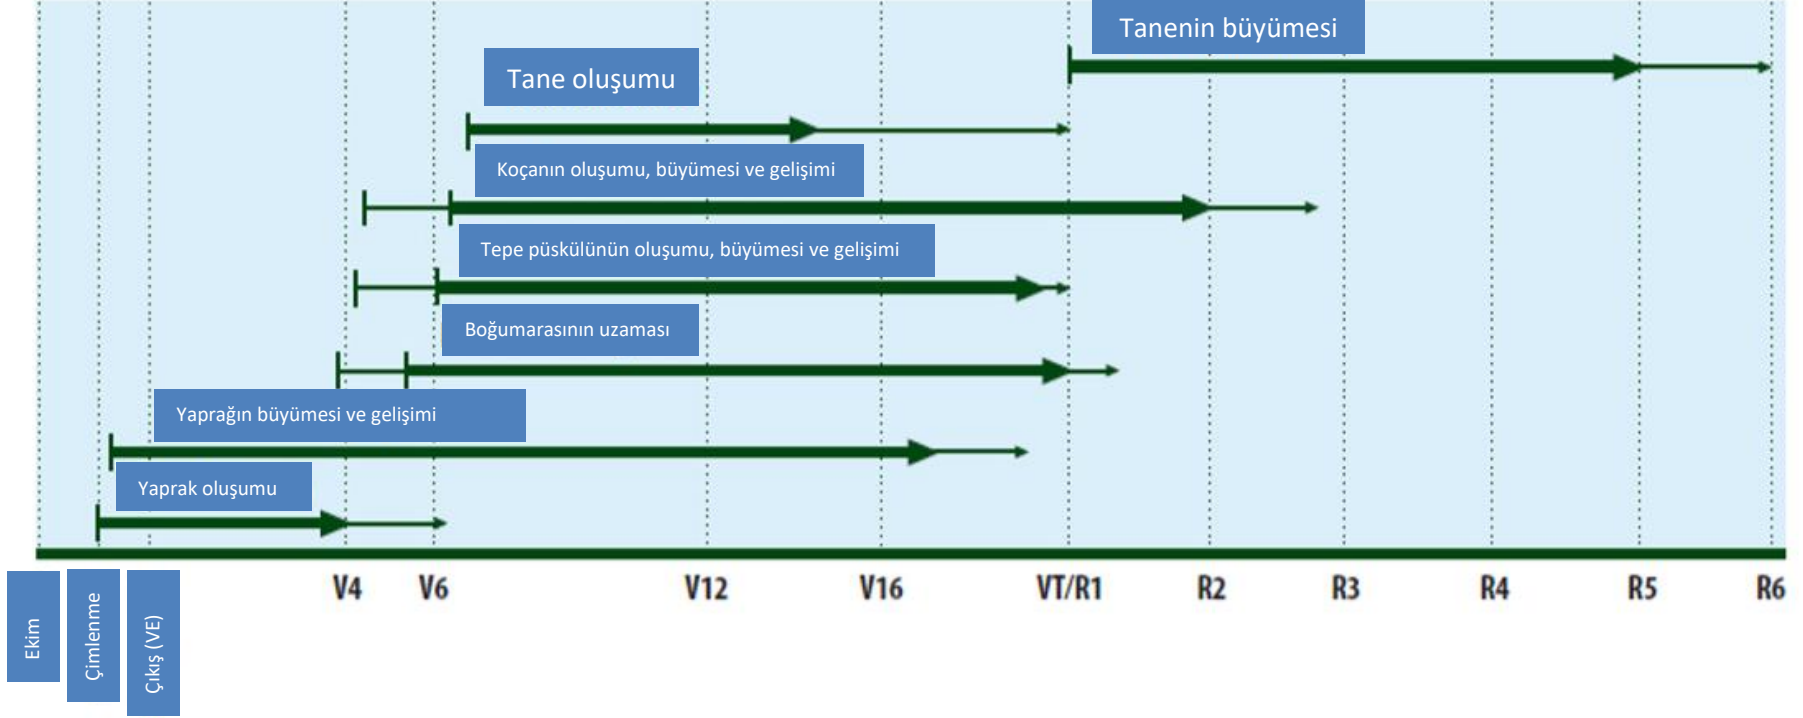 Tanenin büyümesi
Tane oluşumu
Koçanın oluşumu, büyümesi ve gelişimi
Tepe püskülünün oluşumu, büyümesi ve gelişimi
Boğumarasının uzaması
Yaprağın büyümesi ve gelişimi
Yaprak oluşumu
Ekim
Çimlenme
Çıkış (VE)
V4
V6
V12
V16
VT/R1
R2
R3
R4
R5
R6